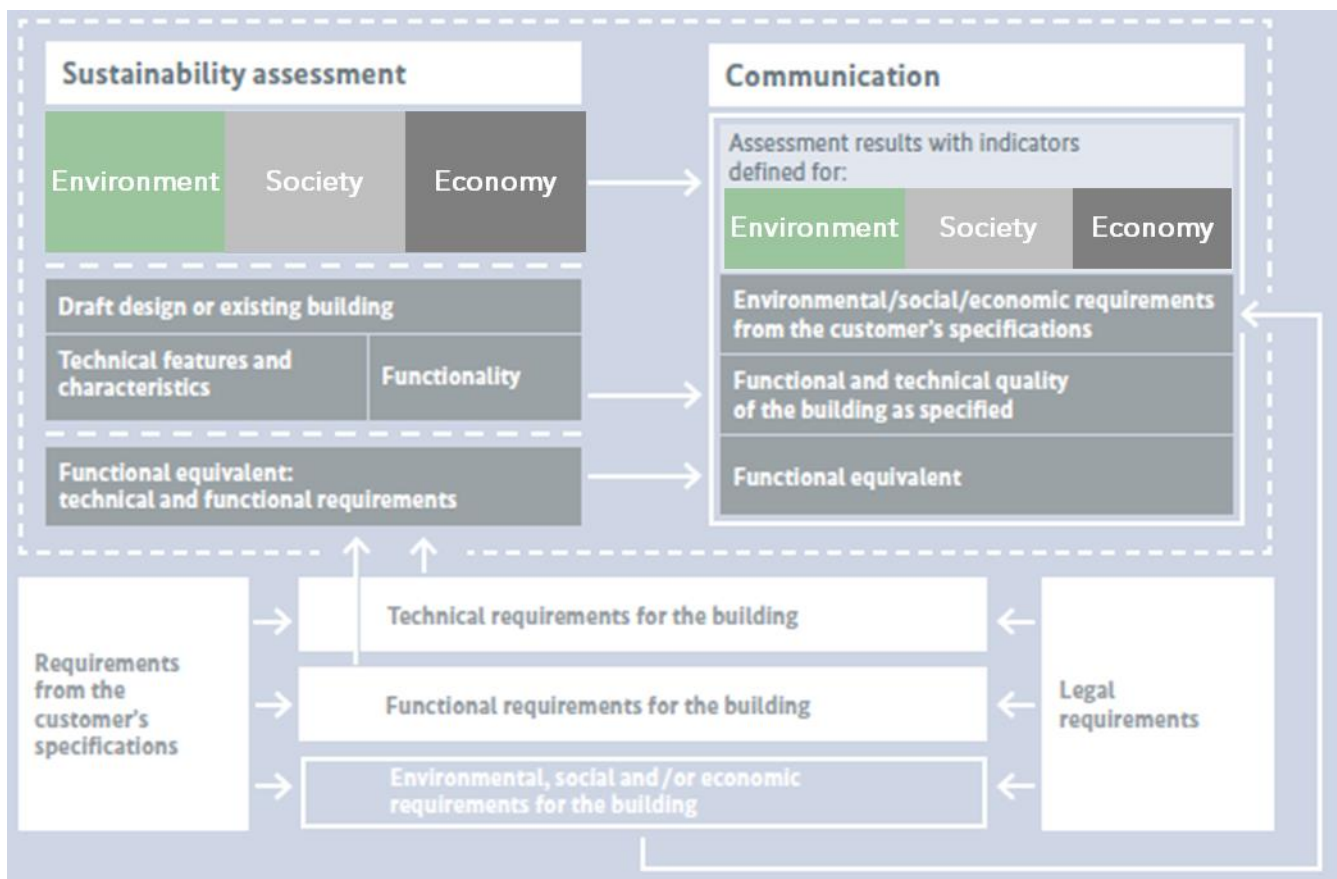 Sustainability assessment
Environment
Society
Economy
Draft design or existing building
Technical features and
characteristics
Functionality
Functional equivalent:
technical and functional requirements
Communication
Assessment results with indicators
defined for:
Environment
Society
Economy
Environmental/social/economic requirements
from the customer's specifications
Functional and technical quality
of the building as specified
Functional equivalent
Requirements
from the
customer's
specifications
Technical requirements for the building
Functional requirements for the building
Environmental, social and/or economic
requirements for the building
Legal
requirements